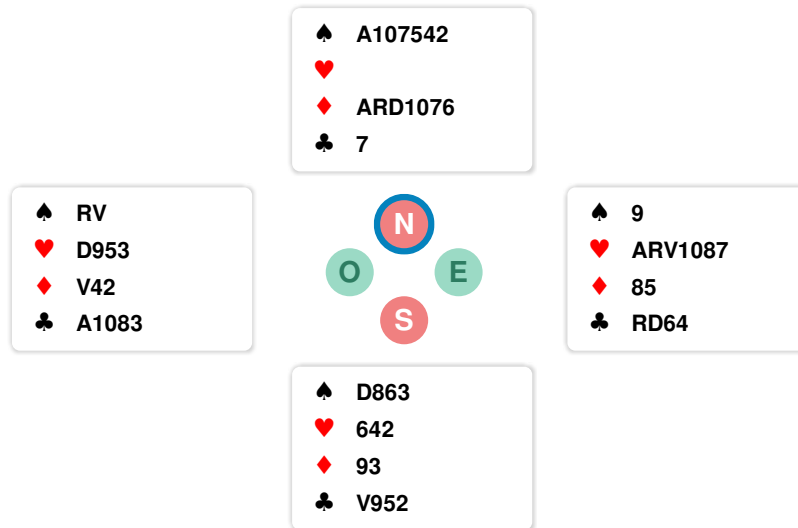 ♠ A107542
♥
♦ ARD1076
♣ 7
♠ RV
♥ D953
♦ V42
♣ A1083
N
O E
S
♠ 9
♥ ARV1087
♦ 85
♣ RD64
♠ D863
♥ 642
♦ 93
♣ V952